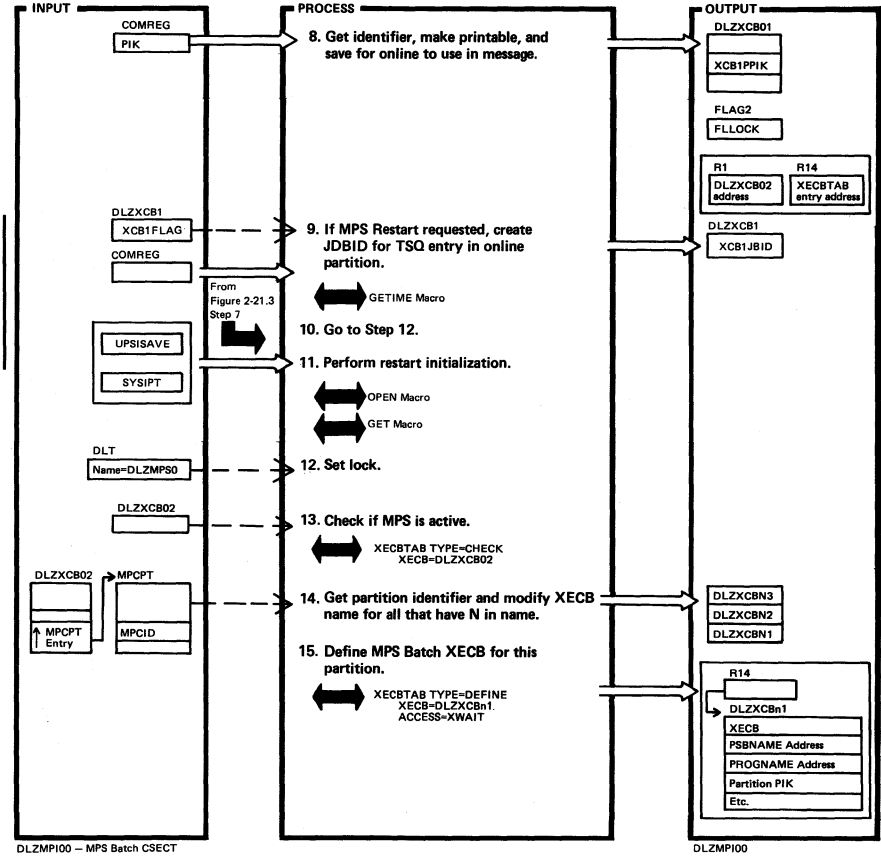 INPUT
PROCESS
OUTPUT
COMREG
PIK
8. Get identifier, make printable, and
save for online to use in message.
DLZXCB01
XCB1PPIK
FLAG2
FLLOCK
R1
R14
DLZXCB02
address
XECBTAB
entry address
DLZXCB1
XCB1FLAG
9. If MPS Restart requested, create
JDBID for TSQ entry in online
partition.
DLZXCB1
XCB1JBID
COMREG
GETIME Macro
From
Figure 2-21.3
Step 7
10. Go to Step 12.
UPSISAVE
SYSIPT
11. Perform restart initialization.
OPEN Macro
GET Macro
DLT
Name=DLZMPS0
12. Set lock.
DLZXCB02
13. Check if MPS is active.
XECBTAB TYPE=CHECK
XECB=DLZXCB02
DLZXCB02
MPCPT
MPCPT
Entry
MPCID
14. Get partition identifier and modify XECB
name for all that have N in name.
DLZXCBN3
DLZXCBN2
DLZXCBN1
15. Define MPS Batch XECB for this
partition.
XECBTAB TYPE=DEFINE
XECB=DLZXCBn1.
ACCESS=XWAIT
R14
DLZXCBn1
XECB
PSBNAME Address
PROGNAME Address
Partition PIK
Etc.
DLZMPI00 — MPS Batch CSECT
DLZMPI00